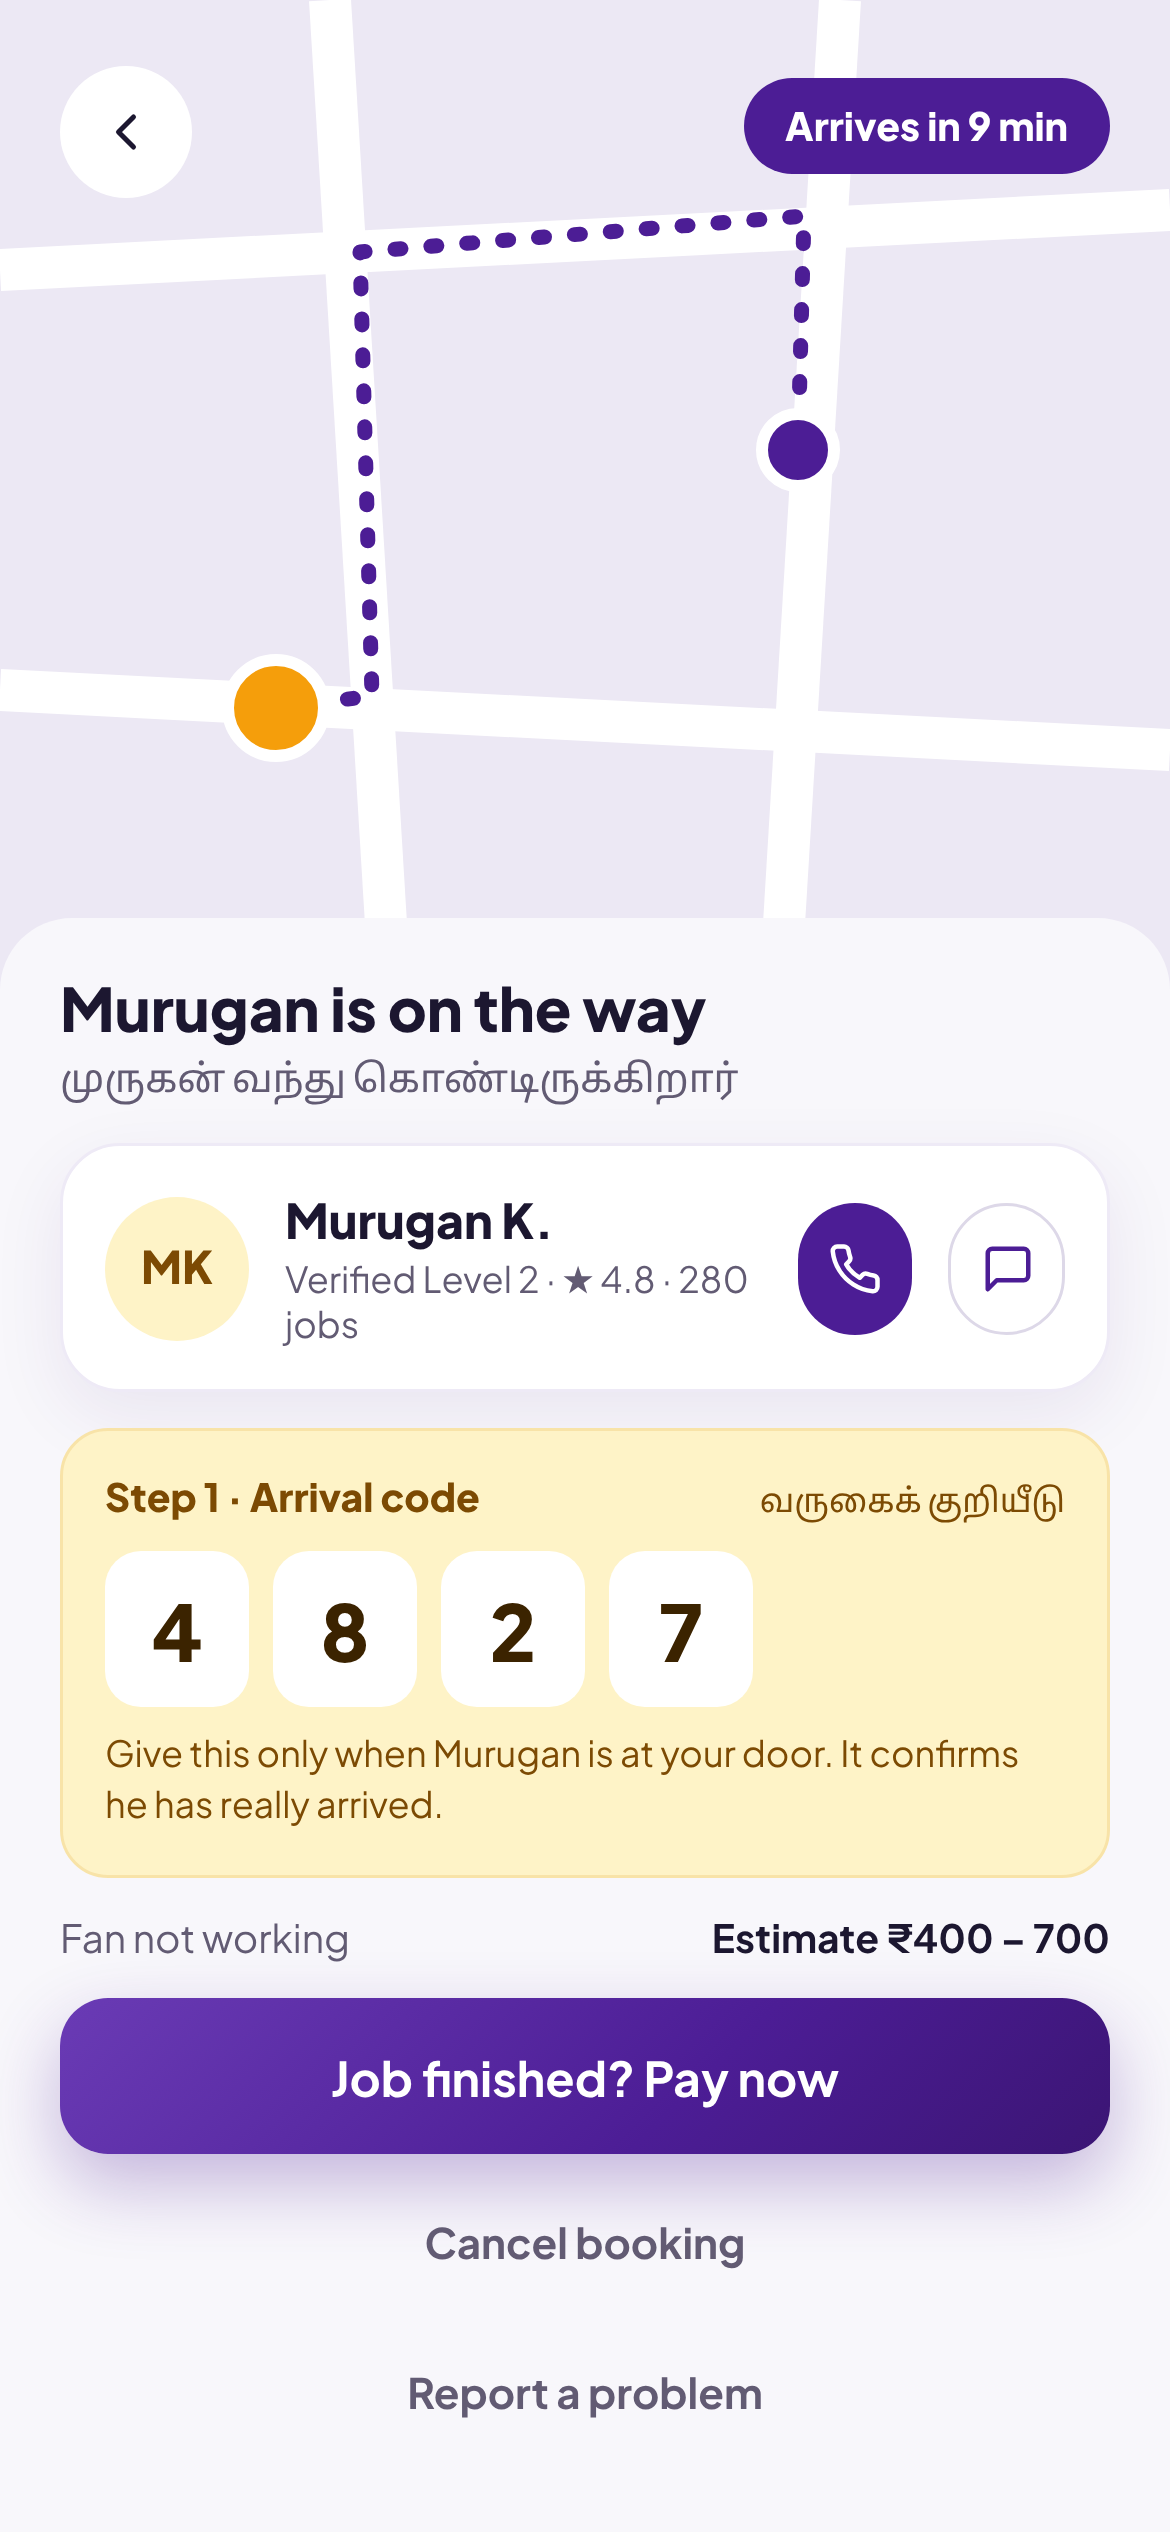 Arrives in 9 min
Murugan is on the way
முருகன் வந்து கொண்டிருக்கிறார்
MK
Murugan K.
Verified Level 2 · ★ 4.8 · 280
jobs
Step 1 · Arrival code
வருகைக் குறியீடு
4 8 2 7
Give this only when Murugan is at your door. It confirms
he has really arrived.
Fan not working
Estimate ₹400 – 700
Job finished? Pay now
Cancel booking
Report a problem